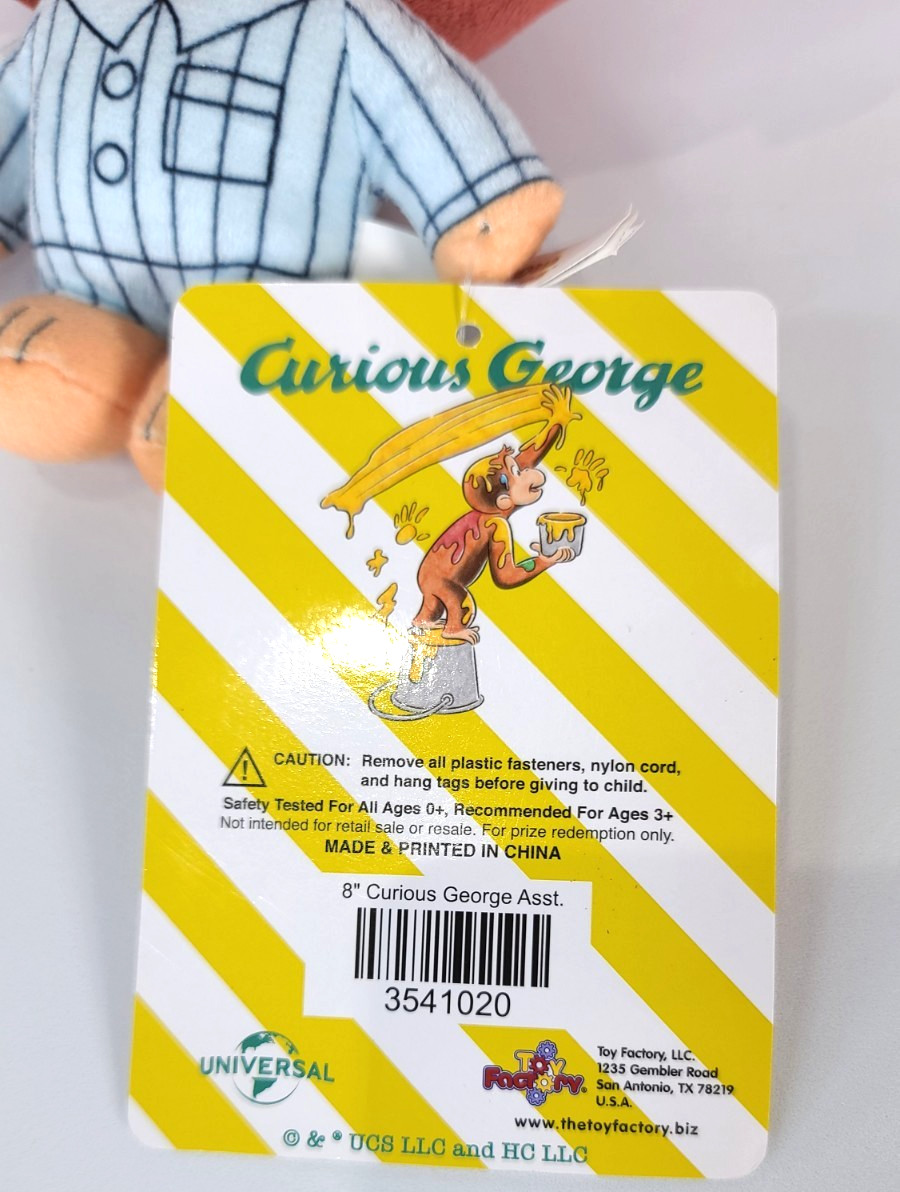 Curious George
CAUTION: Remove all plastic fasteners, nylon cord,
and hang tags before giving to child.
Safety Tested For All Ages 0+, Recommended For Ages 3+
Not intended for retail sale or resale. For prize redemption only.
MADE & PRINTED IN CHINA
8" Curious George Asst.
3541020
UNIVERSAL
TOY
FACTORY®
Toy Factory, LLC.
1235 Gembler Road
San Antonio, TX 78219
U.S.A.
www.thetoyfactory.biz
© & ® UCS LLC and HC LLC